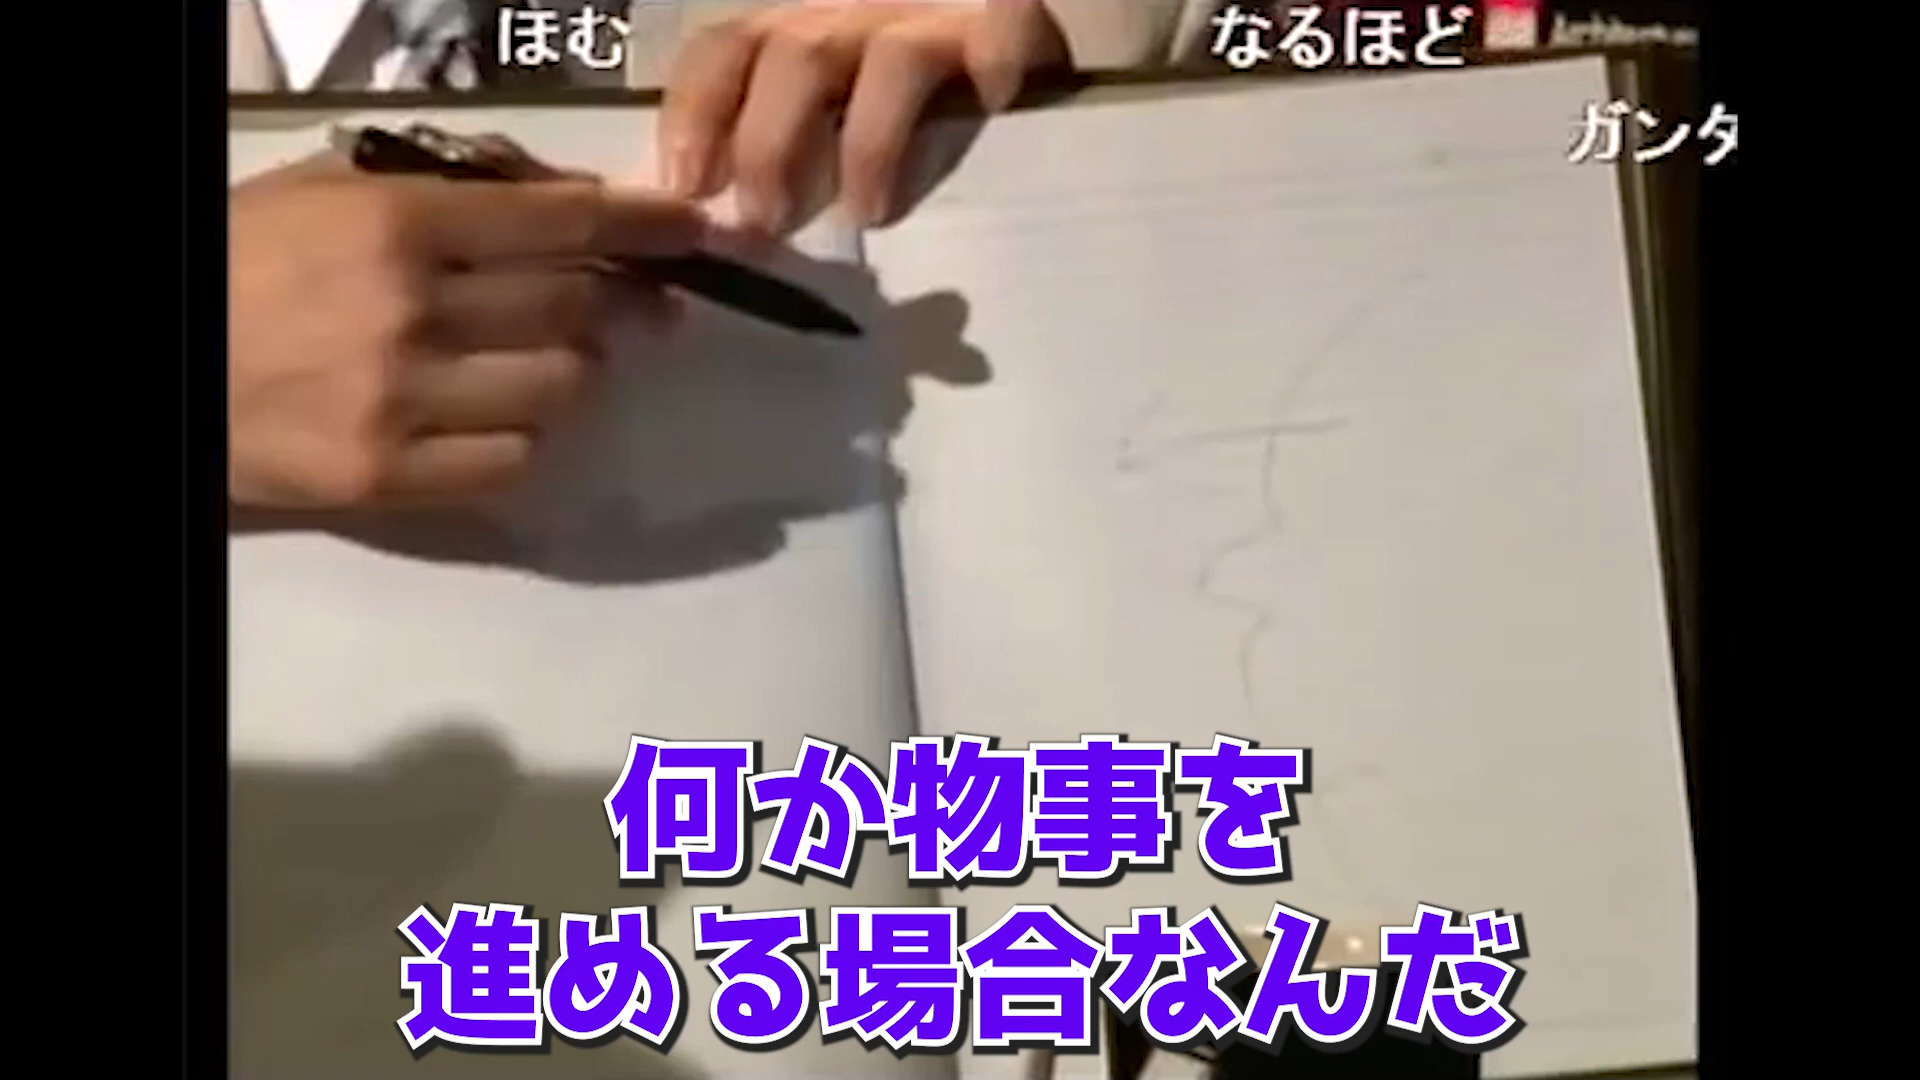 ほむ
なるほど
ガンタ
何か物事を
進める場合なんだ